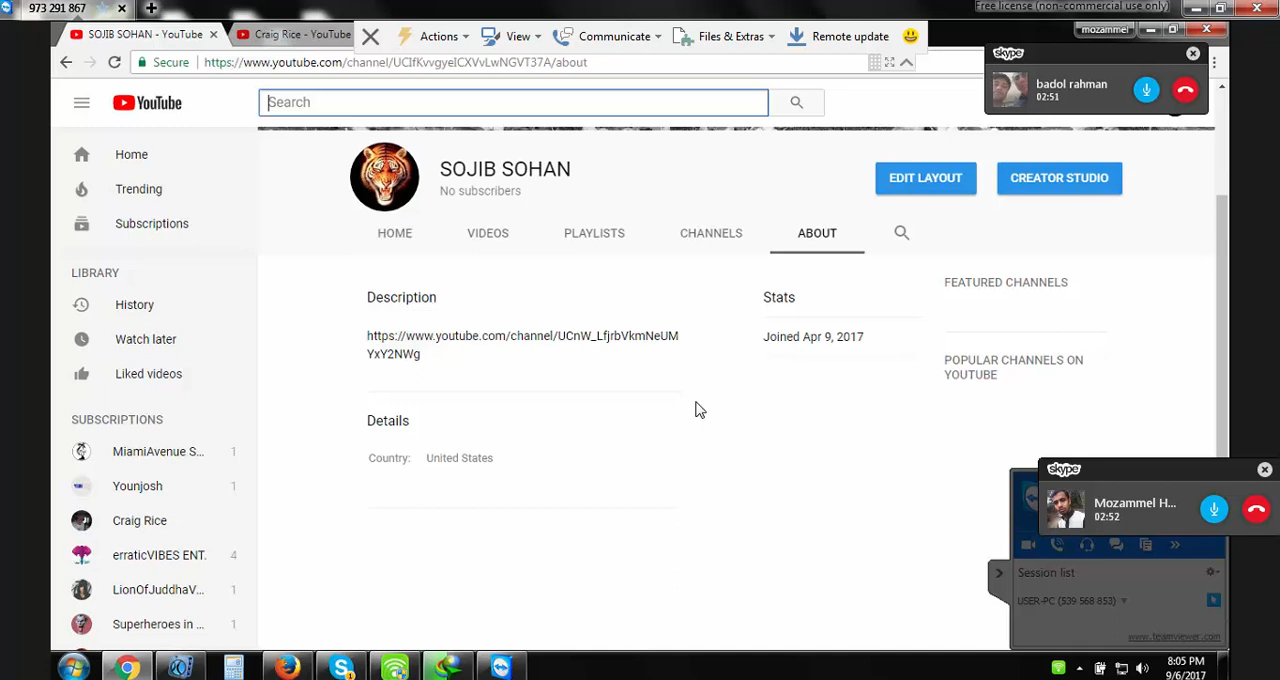 973 291 867
Free license (non-commercial use only)
SOJIB SOHAN - YouTube
Craig Rice - YouTube
Actions
View
Communicate
Files & Extras
Remote update
mozammel
Secure
https://www.youtube.com/channel/UCIfKvvgyeICXVvLwNGVT37A/about
skype
badol rahman
02:51
YouTube
Search
Home
Trending
Subscriptions
LIBRARY
History
Watch later
Liked videos
SUBSCRIPTIONS
MiamiAvenue S... 1
Younjosh 1
Craig Rice
erraticVIBES ENT. 4
LionOfJuddhaV... 1
Superheroes in ... 1
SOJIB SOHAN
No subscribers
EDIT LAYOUT
CREATOR STUDIO
HOME
VIDEOS
PLAYLISTS
CHANNELS
ABOUT
Description
https://www.youtube.com/channel/UCnW_LfjrbVkmNeUM
YxY2NWg
Details
Country: United States
Stats
Joined Apr 9, 2017
FEATURED CHANNELS
POPULAR CHANNELS ON
YOUTUBE
skype
Mozammel H...
02:52
Session list
USER-PC (539 568 853)
www.teamviewer.com
8:05 PM
9/6/2017